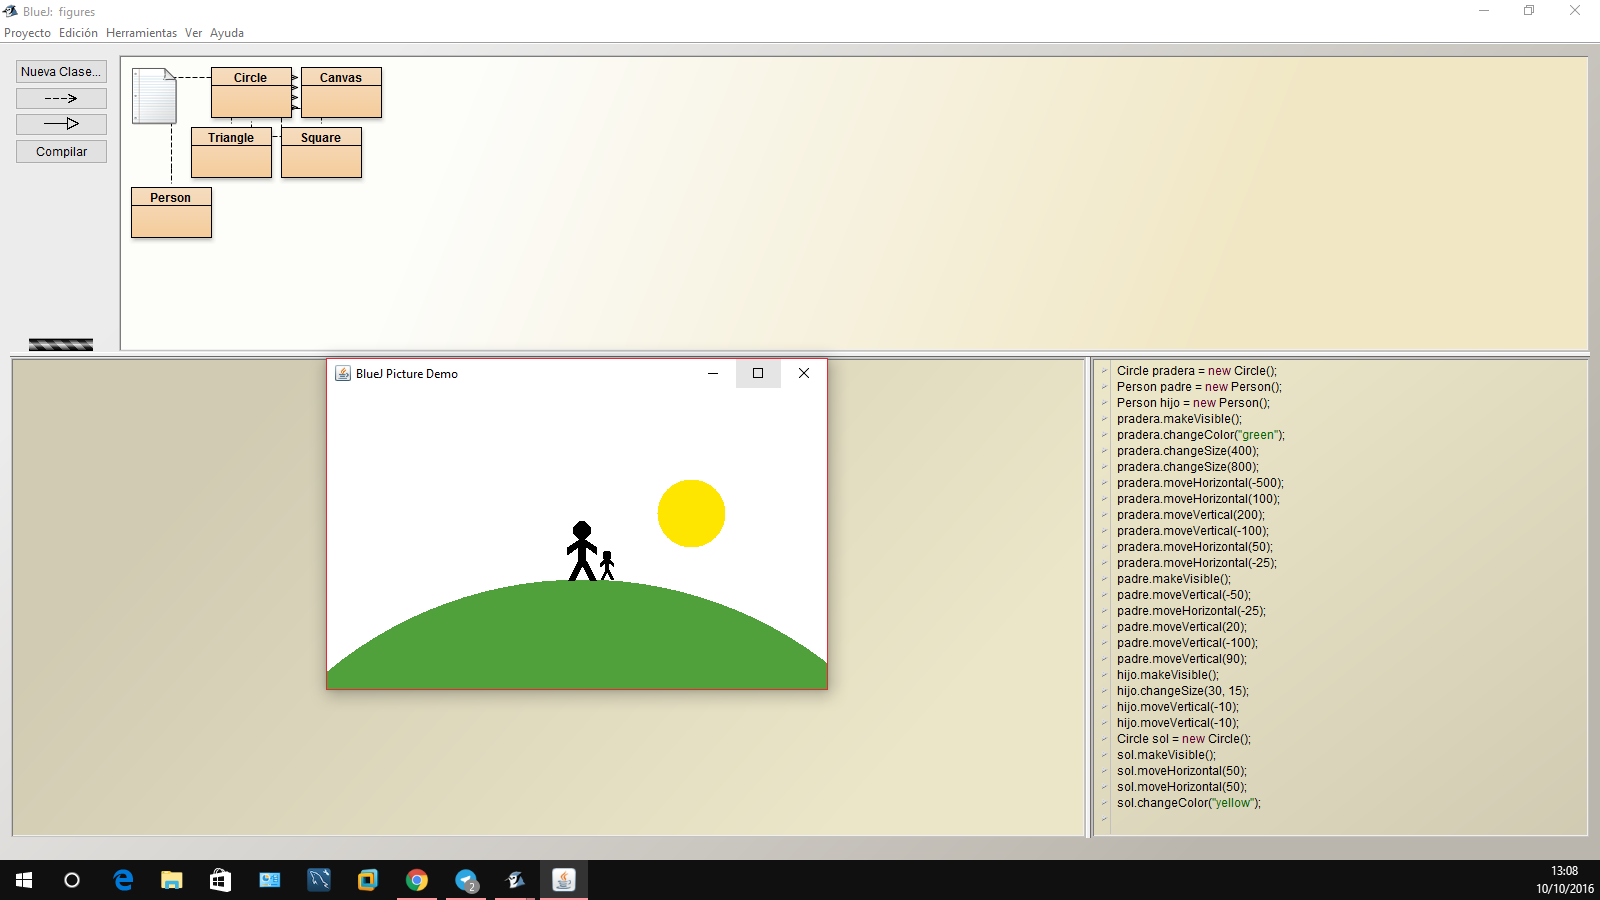 BlueJ: figures
Proyecto Edición Herramientas Ver Ayuda
Nueva Clase...
Compilar
Circle
Canvas
Triangle
Square
Person
BlueJ Picture Demo
Circle pradera = new Circle();
Person padre = new Person();
Person hijo = new Person();
pradera.makeVisible();
pradera.changeColor("green");
pradera.changeSize(400);
pradera.changeSize(800);
pradera.moveHorizontal(-500);
pradera.moveHorizontal(100);
pradera.moveVertical(200);
pradera.moveVertical(-100);
pradera.moveHorizontal(50);
pradera.moveHorizontal(-25);
padre.makeVisible();
padre.moveVertical(-50);
padre.moveHorizontal(-25);
padre.moveVertical(20);
padre.moveVertical(-100);
padre.moveVertical(90);
hijo.makeVisible();
hijo.changeSize(30, 15);
hijo.moveVertical(-10);
hijo.moveVertical(-10);
Circle sol = new Circle();
sol.makeVisible();
sol.moveHorizontal(50);
sol.moveHorizontal(50);
sol.changeColor("yellow");
2
13:08
10/10/2016